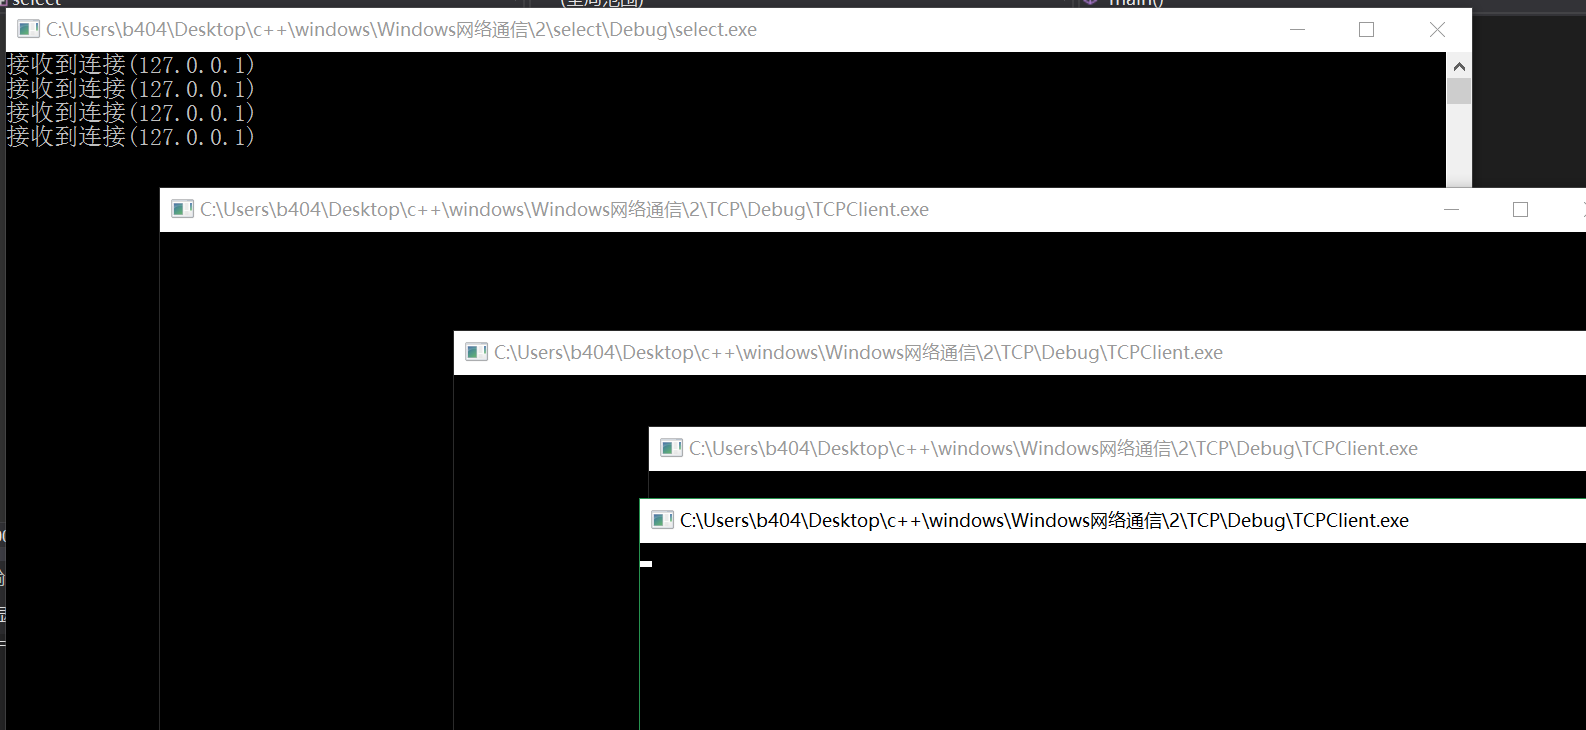 select
(全局范围)
main()
C:\Users\b404\Desktop\c++\windows\Windows网络通信\2\select\Debug\select.exe
接收到连接(127.0.0.1)
接收到连接(127.0.0.1)
接收到连接(127.0.0.1)
接收到连接(127.0.0.1)
C:\Users\b404\Desktop\c++\windows\Windows网络通信\2\TCP\Debug\TCPClient.exe
C:\Users\b404\Desktop\c++\windows\Windows网络通信\2\TCP\Debug\TCPClient.exe
C:\Users\b404\Desktop\c++\windows\Windows网络通信\2\TCP\Debug\TCPClient.exe
C:\Users\b404\Desktop\c++\windows\Windows网络通信\2\TCP\Debug\TCPClient.exe